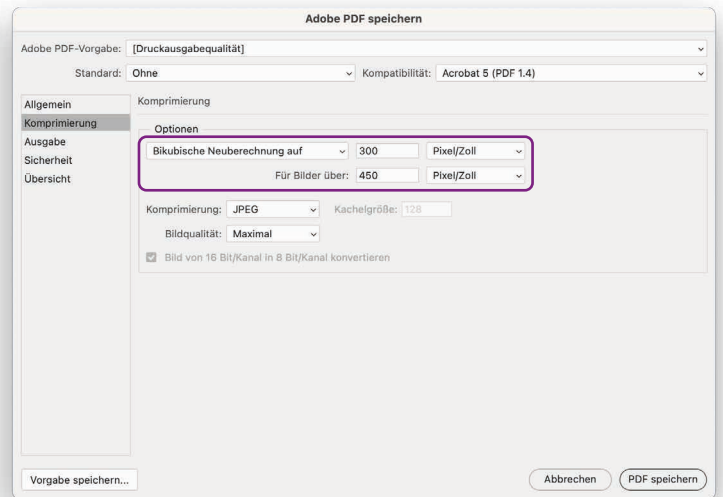 Adobe PDF speichern
Adobe PDF-Vorgabe: [Druckausgabequalität]
Standard: Ohne Kompatibilität: Acrobat 5 (PDF 1.4)
Allgemein
Komprimierung
Ausgabe
Sicherheit
Übersicht
Komprimierung
Optionen
Bikubische Neuberechnung auf 300 Pixel/Zoll
Für Bilder über: 450 Pixel/Zoll
Komprimierung: JPEG Kachelgröße: 128
Bildqualität: Maximal
Bild von 16 Bit/Kanal in 8 Bit/Kanal konvertieren
Vorgabe speichern... Abbrechen PDF speichern